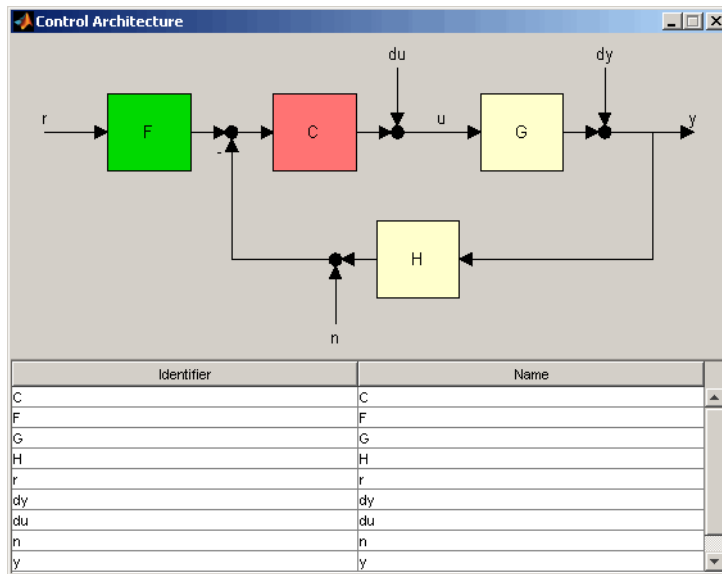 Control Architecture
du
dy
r
F
C
u
G
y
-
H
n
Identifier Name
C C
F F
G G
H H
r r
dy dy
du du
n n
y y